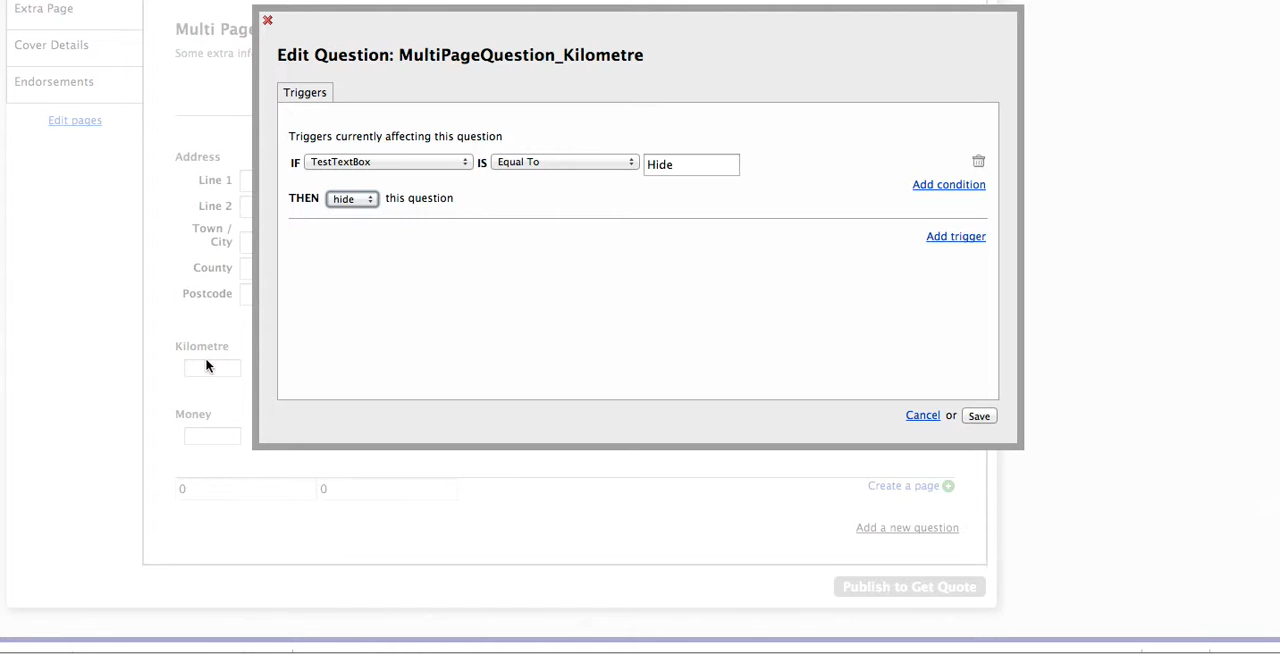 Extra Page
Cover Details
Endorsements
Edit pages
Multi Pag
Some extra inf
Address
Line 1
Line 2
Town /
City
County
Postcode
Kilometre
Money
0 0
Create a page
Add a new question
Publish to Get Quote
Edit Question: MultiPageQuestion_Kilometre
Triggers
Triggers currently affecting this question
IF TestTextBox IS Equal To Hide
Add condition
THEN hide this question
Add trigger
Cancel or Save